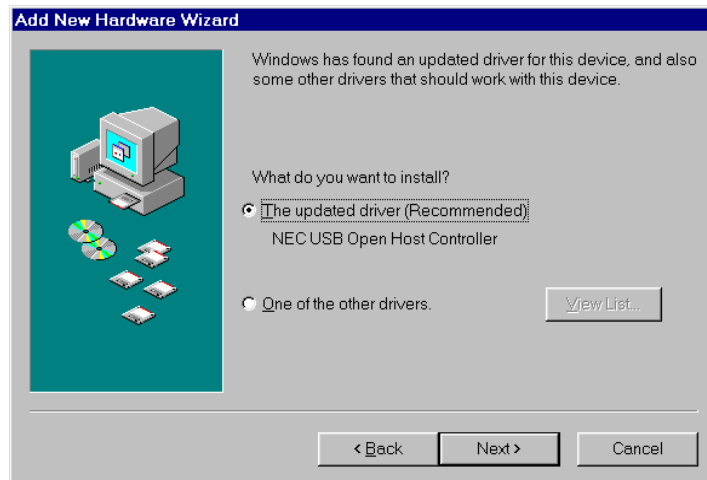 Add New Hardware Wizard
Windows has found an updated driver for this device, and also
some other drivers that should work with this device.
What do you want to install?
The updated driver (Recommended)
NEC USB Open Host Controller
One of the other drivers.
View List...
< Back
Next >
Cancel